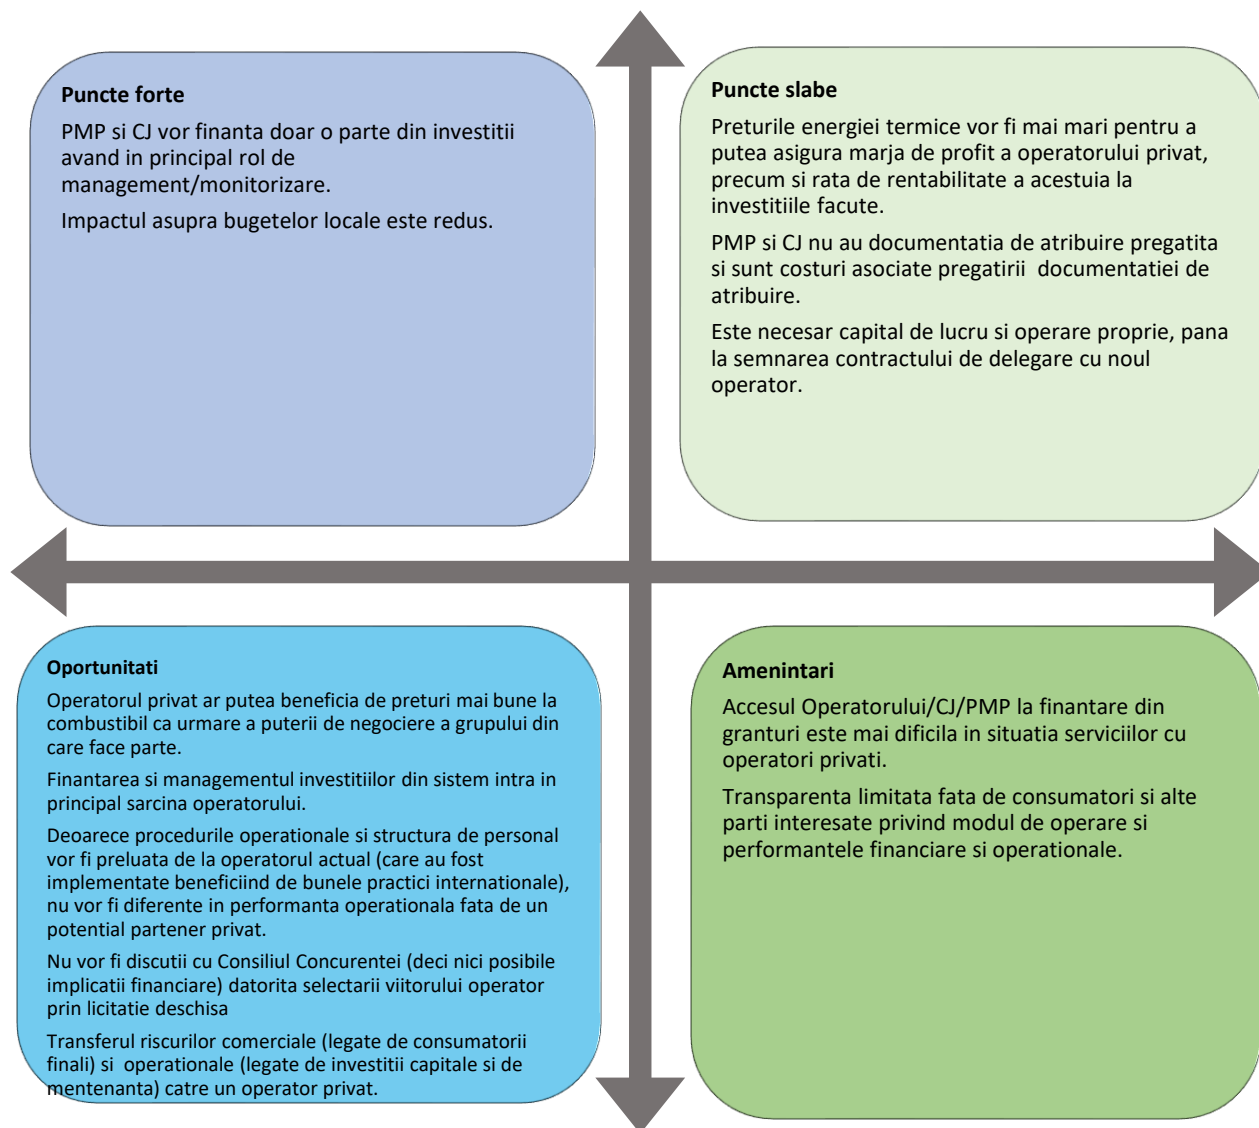 Puncte forte
PMP si CJ vor finanta doar o parte din investitii
avand in principal rol de
management/monitorizare.
Impactul asupra bugetelor locale este redus.
Puncte slabe
Preturile energiei termice vor fi mai mari pentru a
putea asigura marja de profit a operatorului privat,
precum si rata de rentabilitate a acestuia la
investitiile facute.
PMP si CJ nu au documentatia de atribuire pregatita
si sunt costuri asociate pregatirii documentatiei de
atribuire.
Este necesar capital de lucru si operare proprie, pana
la semnarea contractului de delegare cu noul
operator.
Oportunitati
Operatorul privat ar putea beneficia de preturi mai bune la
combustibil ca urmare a puterii de negociere a grupului din
care face parte.
Finantarea si managementul investitiilor din sistem intra in
principal sarcina operatorului.
Deoarece procedurile operationale si structura de personal
vor fi preluata de la operatorul actual (care au fost
implementate beneficiind de bunele practici internationale),
nu vor fi diferente in performanta operationala fata de un
potential partener privat.
Nu vor fi discutii cu Consiliul Concurentei (deci nici posibile
implicatii financiare) datorita selectarii viitorului operator
prin licitatie deschisa
Transferul riscurilor comerciale (legate de consumatorii
finali) si operationale (legate de investitii capitale si de
mentenanta) catre un operator privat.
Amenintari
Accesul Operatorului/CJ/PMP la finantare din
granturi este mai dificila in situatia serviciilor cu
operatori privati.
Transparenta limitata fata de consumatori si alte
parti interesate privind modul de operare si
performantele financiare si operationale.